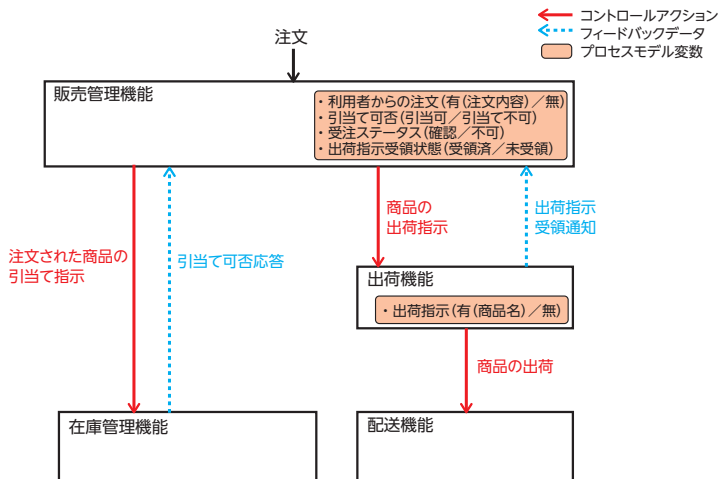 コントロールアクション
フィードバックデータ
プロセスモデル変数
注文
販売管理機能
・利用者からの注文(有(注文内容)/無)
・引当て可否(引当可/引当て不可)
・受注ステータス(確認/不可)
・出荷指示受領状態(受領済/未受領)
注文された商品の
引当て指示
引当て可否応答
商品の
出荷指示
出荷指示
受領通知
出荷機能
・出荷指示(有(商品名)/無)
商品の出荷
在庫管理機能
配送機能